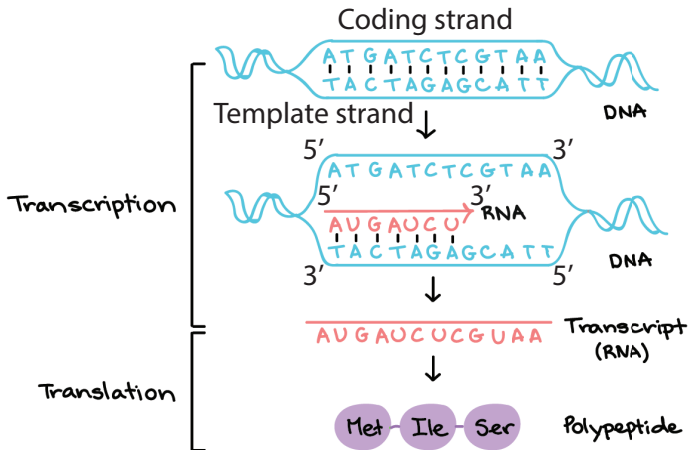 Coding strand
ATGATCTCGTAA
TACTAGAGCATT
Template strand
DNA
5’ 3’
ATGATCTCGTAA
5’ 3’
RNA
Transcription
AUGAUCU
TACTAGAGCATT
DNA
3’ 5’
AUGAUCUCGUAA
Transcript
(RNA)
Translation
Met Ile Ser
Polypeptide